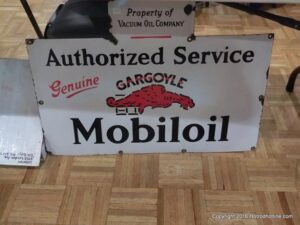 Property of
VACUUM OIL COMPANY
Authorized Service
Genuine
GARGOYLE
Mobiloil